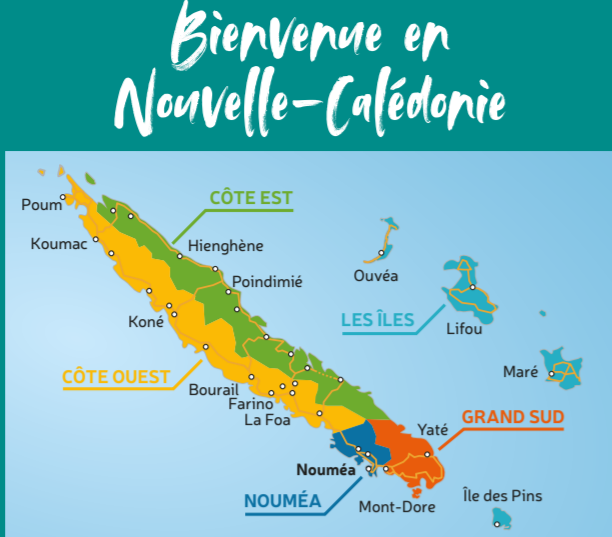 Bienvenue en
Nouvelle-Calédonie
CÔTE EST
Poum
Koumac
Hienghène
Ouvéa
Poindimié
Koné
LES ÎLES
Lifou
CÔTE OUEST
Maré
Bourail
Farino
La Foa
GRAND SUD
Yaté
Nouméa
NOUMÉA
Mont-Dore
Île des Pins